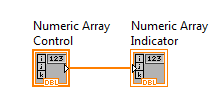 Numeric Array
Control
Numeric Array
Indicator
i
j
k
123
DBL
i
j
k
123
DBL